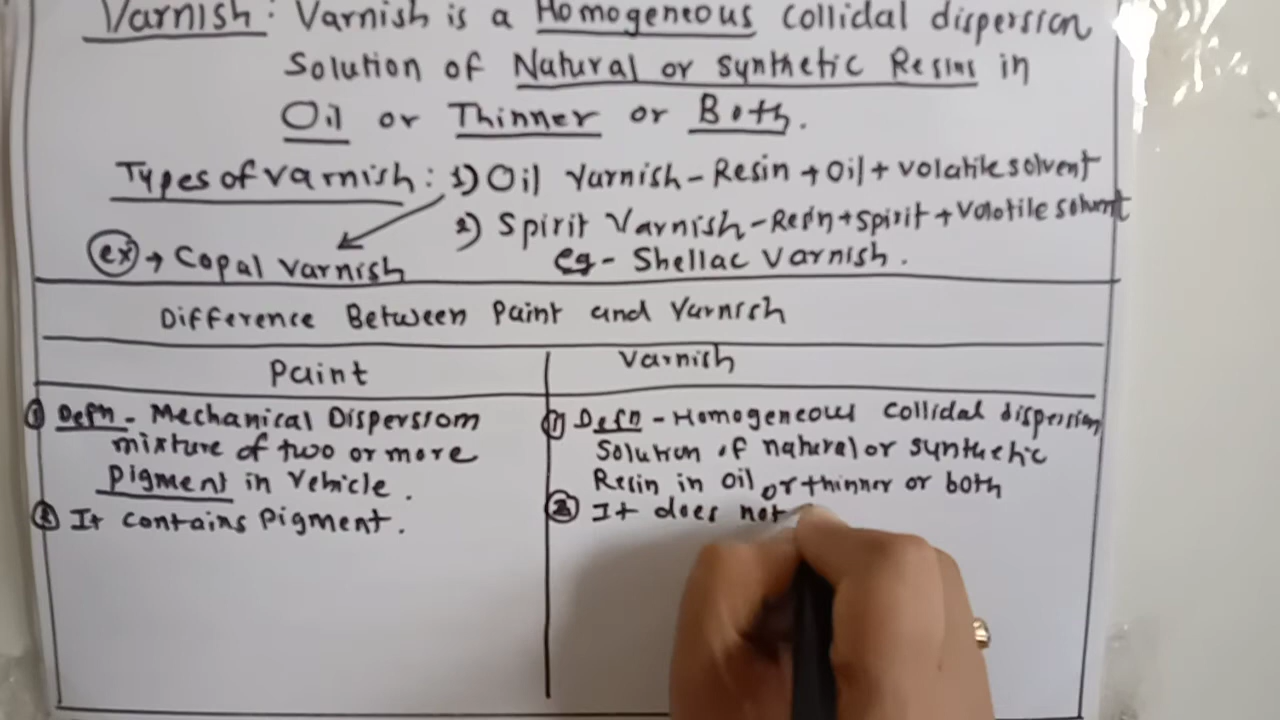 Varnish : Varnish is a Homogeneous collidal dispersion
Solution of Natural or synthetic Resins in
Oil or Thinner or Both.
Types of varnish : 1) Oil Varnish - Resin + Oil + volatile solvent
2) Spirit Varnish - Resin + Spirit + Volatile solvent
ex → Copal varnish
eg - Shellac varnish .
Difference Between Paint and Varnish
Paint
Varnish
① Defn - Mechanical Dispersion
mixture of two or more
pigment in vehicle .
② It contains Pigment .
① Defn - Homogeneous collidal dispersion
Solution of natural or synthetic
Resin in oil or thinner or both
② It does not